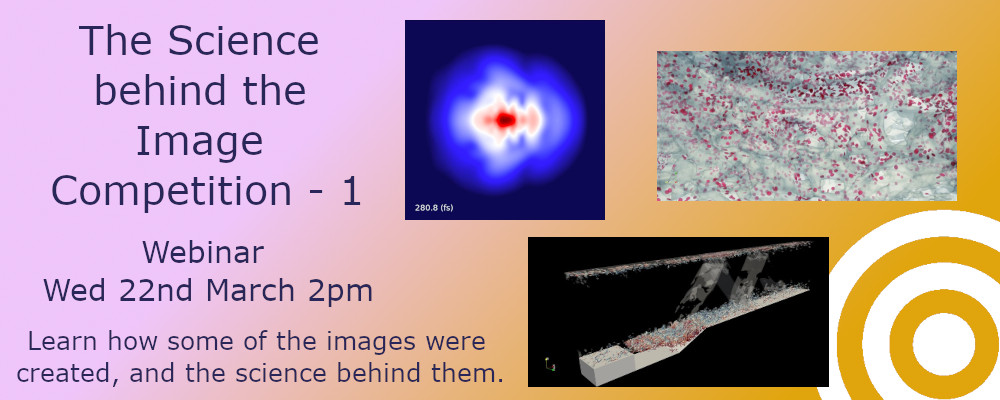 The Science
behind the
Image
Competition - 1
Webinar
Wed 22nd March 2pm
Learn how some of the images were
created, and the science behind them.
280.8 (fs)